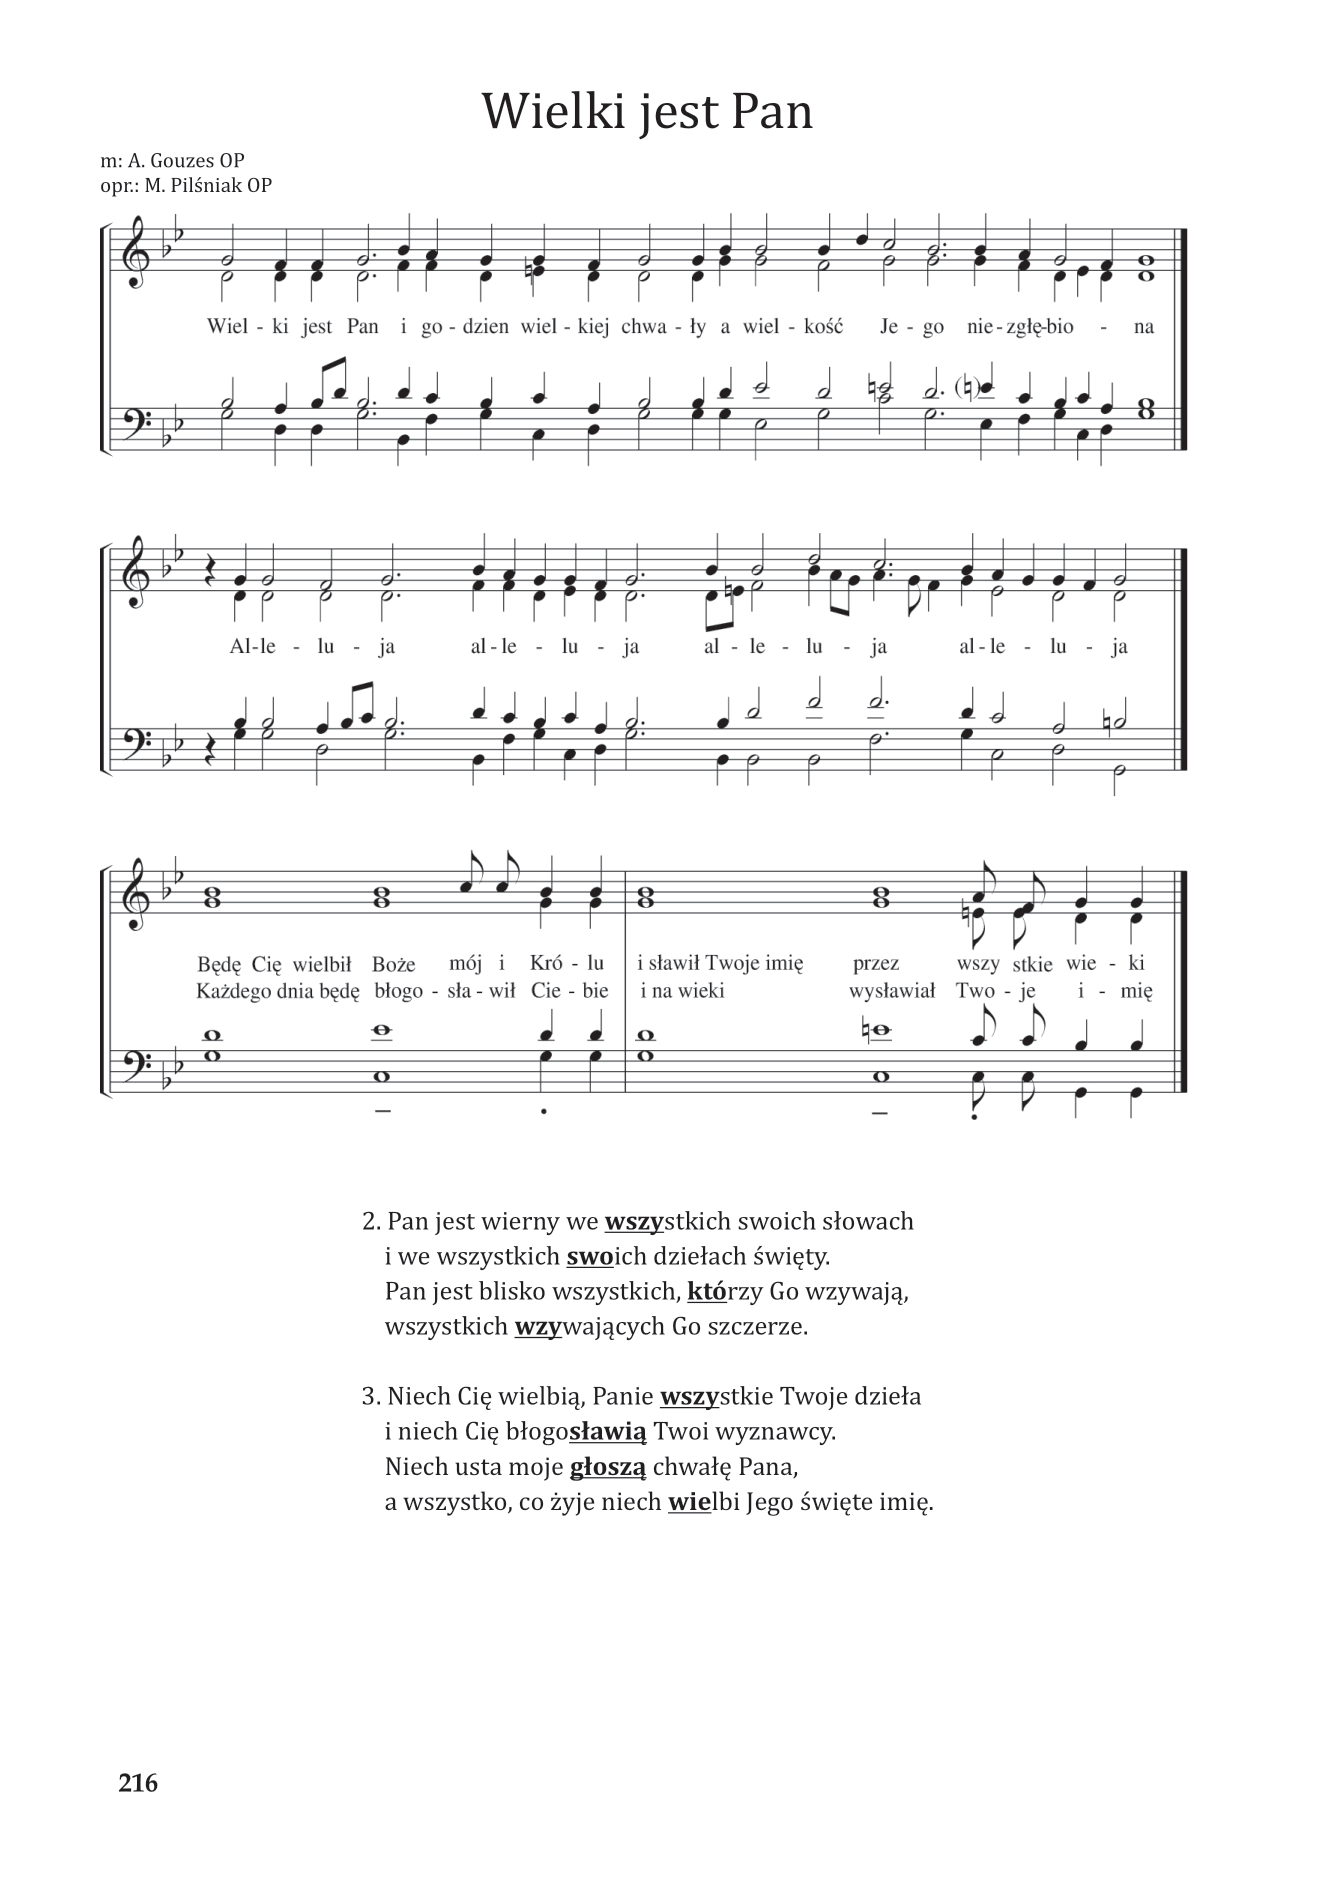 Wielki jest Pan
m: A. Gouzes OP
opr.: M. Pilśniak OP
Wiel - ki jest Pan i go - dzien wiel - kiej chwa - ły a wiel - kość Je - go nie - zgłę - bio - na
Al - le - lu - ja al - le - lu - ja al - le - lu - ja al - le - lu - ja
Będę Cię wielbił Boże mój i Kró - lu i sławił Twoje imię przez wszy stkie wie - ki
Każdego dnia będę błogo - sła - wił Cie - bie i na wieki wysławiał Two - je i - mię
2. Pan jest wierny we wszystkich swoich słowach
i we wszystkich swoich dziełach święty.
Pan jest blisko wszystkich, którzy Go wzywają,
wszystkich wzywających Go szczerze.
3. Niech Cię wielbią, Panie wszystkie Twoje dzieła
i niech Cię błogosławią Twoi wyznawcy.
Niech usta moje głoszą chwałę Pana,
a wszystko, co żyje niech wielbi Jego święte imię.
216